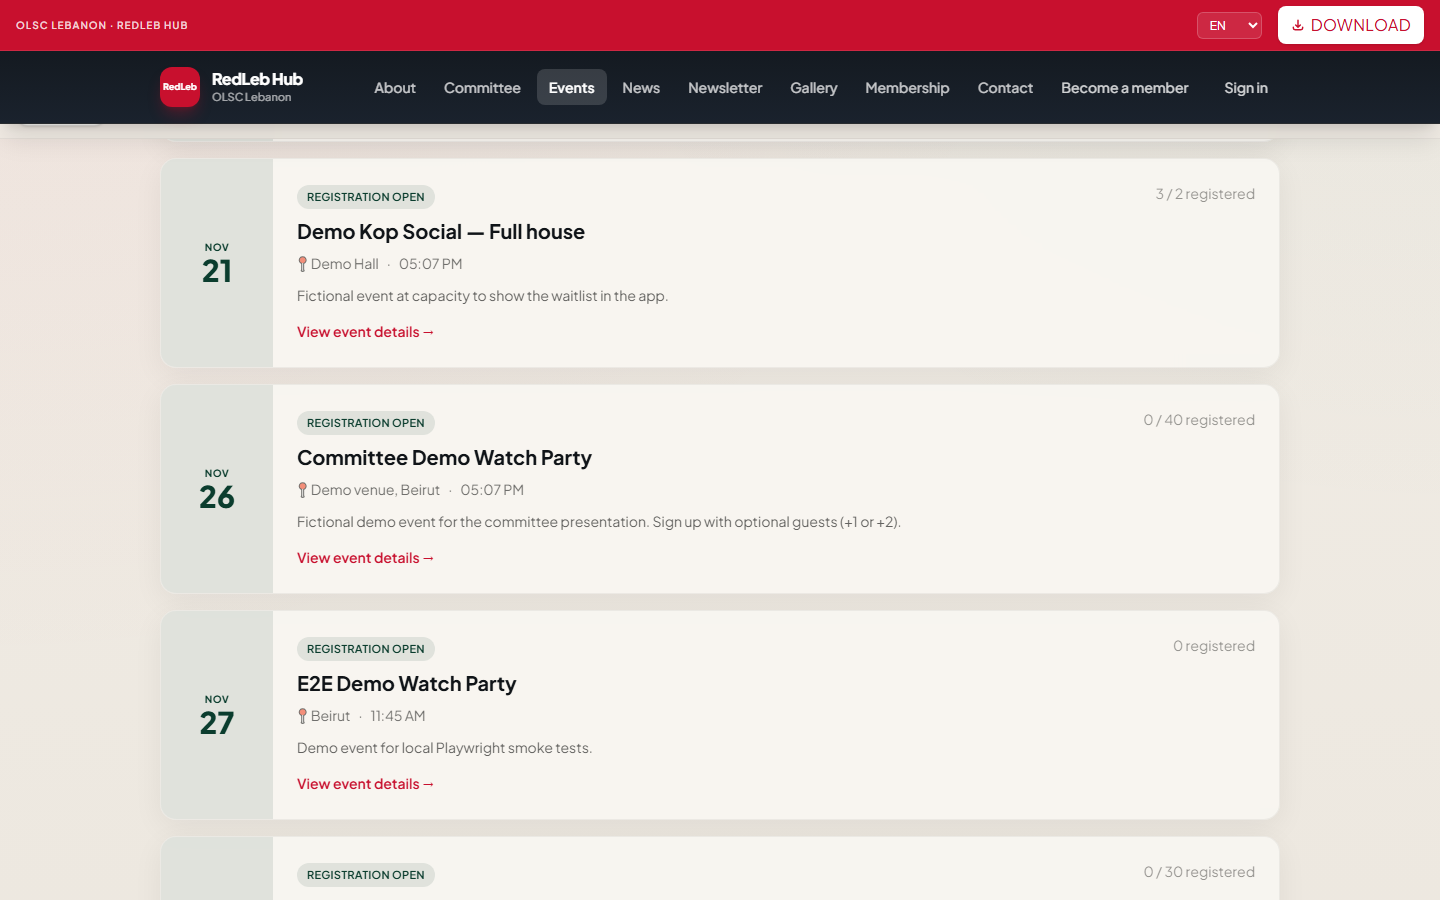 OLSC LEBANON · REDLEB HUB
EN
DOWNLOAD
RedLeb
RedLeb Hub
OLSC Lebanon
About
Committee
Events
News
Newsletter
Gallery
Membership
Contact
Become a member
Sign in
NOV
21
REGISTRATION OPEN
3 / 2 registered
Demo Kop Social — Full house
Demo Hall · 05:07 PM
Fictional event at capacity to show the waitlist in the app.
View event details →
NOV
26
REGISTRATION OPEN
0 / 40 registered
Committee Demo Watch Party
Demo venue, Beirut · 05:07 PM
Fictional demo event for the committee presentation. Sign up with optional guests (+1 or +2).
View event details →
NOV
27
REGISTRATION OPEN
0 registered
E2E Demo Watch Party
Beirut · 11:45 AM
Demo event for local Playwright smoke tests.
View event details →
REGISTRATION OPEN
0 / 30 registered